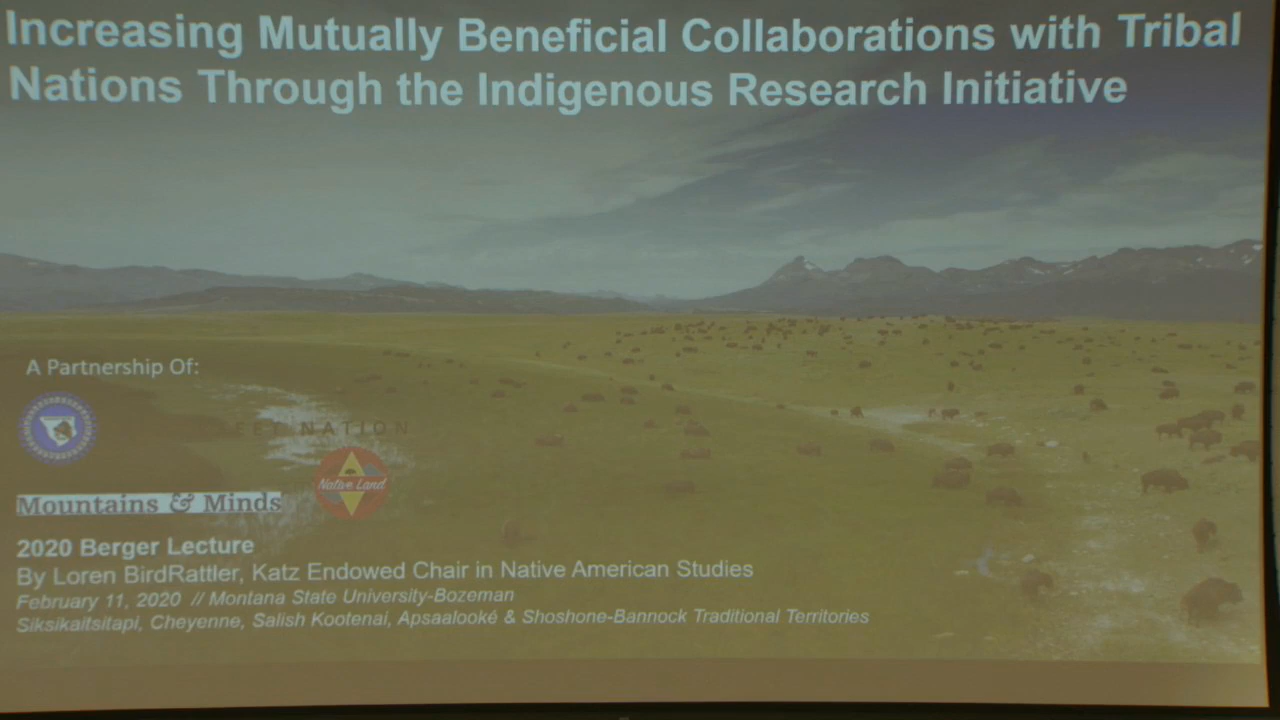 Increasing Mutually Beneficial Collaborations with Tribal
Nations Through the Indigenous Research Initiative
A Partnership Of:
NATION
Native Land
Mountains & Minds
2020 Berger Lecture
By Loren BirdRattler, Katz Endowed Chair in Native American Studies
February 11, 2020 // Montana State University-Bozeman
Siksikaitsitapi, Cheyenne, Salish Kootenai, Apsaalooké & Shoshone-Bannock Traditional Territories